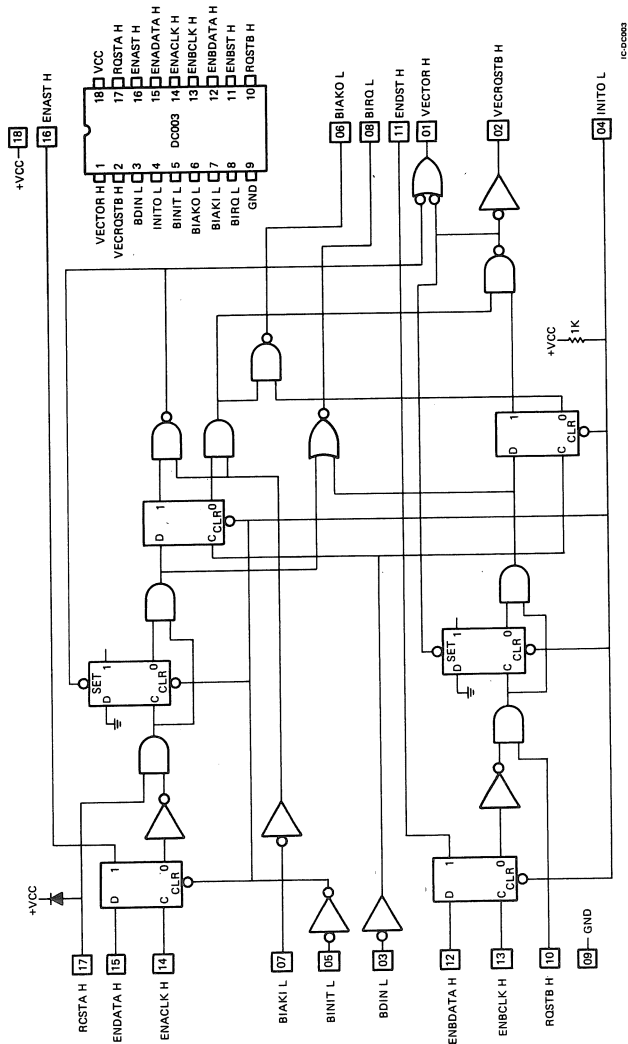 +VCC
18
16 ENAST H
VECTOR H 1
VECRQSTB H 2
BDIN L 3
INITO L 4
BINIT L 5
BIAKO L 6
BIAKI L 7
BIRQ L 8
GND 9
DC003
18 VCC
17 RQSTA H
16 ENAST H
15 ENADATA H
14 ENACLK H
13 ENBCLK H
12 ENBDATA H
11 ENBST H
10 RQSTB H
06 BIAKO L
08 BIRQ L
11 ENDST H
01 VECTOR H
02 VECRQSTB H
04 INITO L
+VCC
RCSTA H 17
ENDATA H 15
ENACLK H 14
BIAKI L 07
BINIT L 05
BDIN L 03
ENBDATA H 12
ENBCLK H 13
RQSTB H 10
09 GND
D 1
C 0
CLR
SET
D 1
C 0
CLR
D 1
C 0
CLR
D 1
C 0
CLR
SET
D 1
C 0
CLR
D 1
C 0
CLR
+VCC
1K
IC-DC003